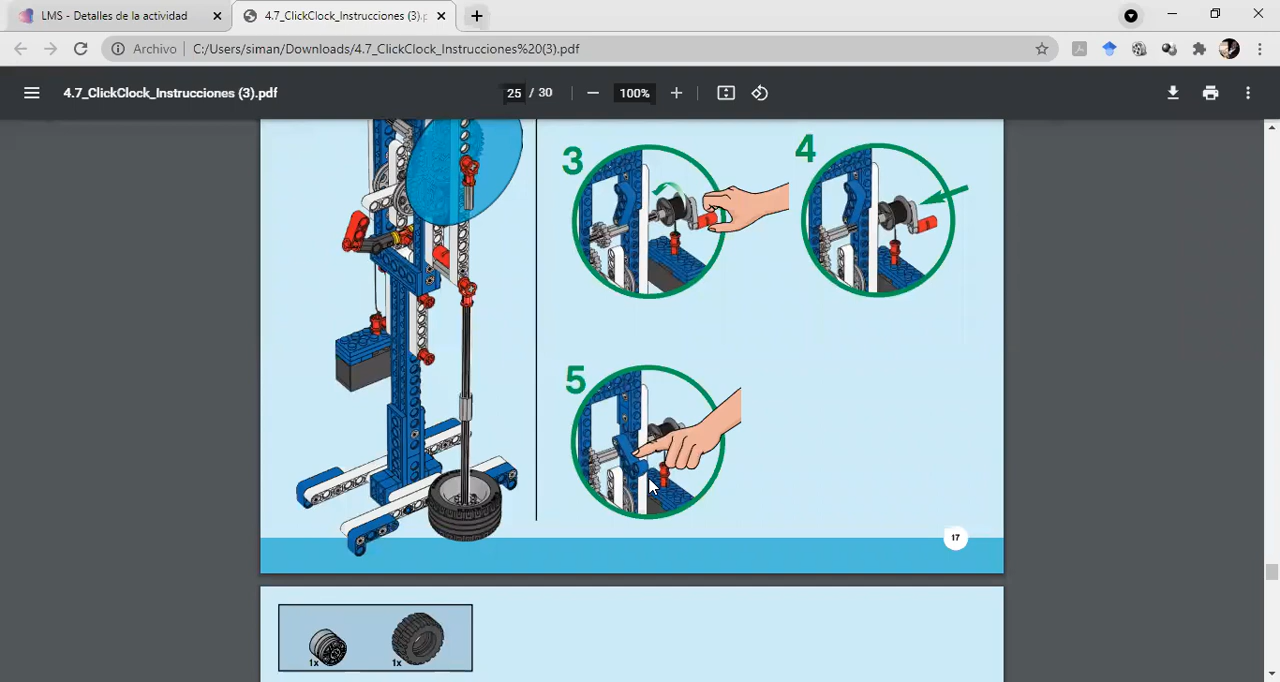 LMS - Detalles de la actividad
4.7_ClickClock_Instrucciones (3).p
Archivo C:/Users/siman/Downloads/4.7_ClickClock_Instrucciones%20(3).pdf
4.7_ClickClock_Instrucciones (3).pdf
25 / 30
100%
3
4
5
17
1x
1x